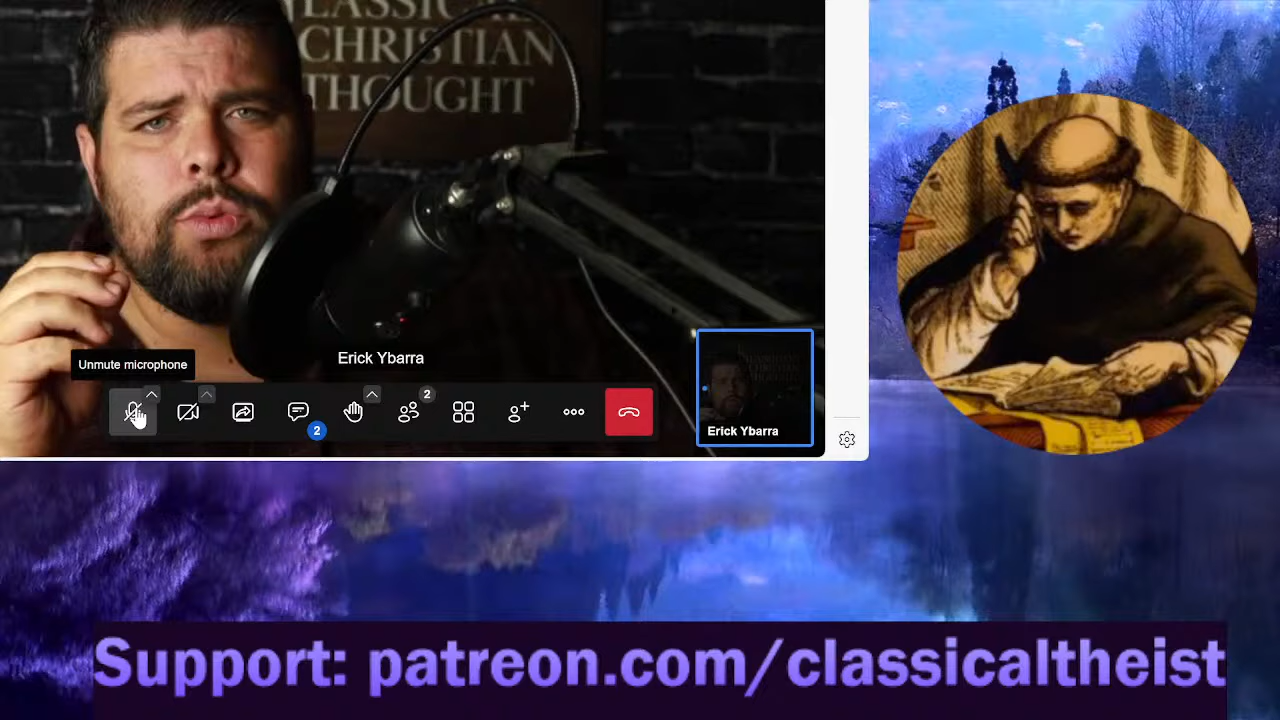 CLASSICAL
CHRISTIAN
THOUGHT
Unmute microphone
Erick Ybarra
2
2
Erick Ybarra
Support: patreon.com/classicaltheist